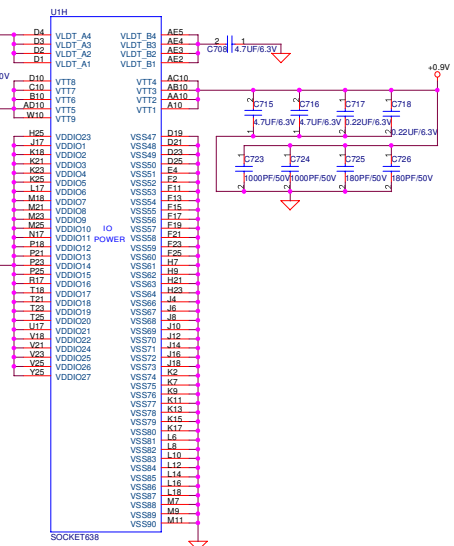 U1H
D4 VLDT_A4 VLDT_B4 AE5
D3 VLDT_A3 VLDT_B3 AE4
D2 VLDT_A2 VLDT_B2 AE3
D1 VLDT_A1 VLDT_B1 AE2
2 1
C708 4.7UF/6.3V
+0.9V
D10 VTT8 VTT4 AC10
C10 VTT7 VTT3 AB10
B10 VTT6 VTT2 AA10
AD10 VTT5 VTT1 A10
W10 VTT9
C715 C716 C717 C718
4.7UF/6.3V 4.7UF/6.3V 0.22UF/6.3V 0.22UF/6.3V
C723 C724 C725 C726
1000PF/50V 1000PF/50V 180PF/50V 180PF/50V
H25 VDDIO23 VSS47 D19
J17 VDDIO1 VSS48 D21
K18 VDDIO2 VSS49 D23
K21 VDDIO3 VSS50 D25
K23 VDDIO4 VSS51 E4
K25 VDDIO5 VSS52 F2
L17 VDDIO6 VSS53 F11
M18 VDDIO7 VSS54 F13
M21 VDDIO8 VSS55 F15
M23 VDDIO9 VSS56 F17
M25 VDDIO10 VSS57 F19
N17 VDDIO11 VSS58 F21
P18 VDDIO12 VSS59 F23
P21 VDDIO13 VSS60 F25
P23 VDDIO14 VSS61 H7
P25 VDDIO15 VSS62 H9
R17 VDDIO16 VSS63 H21
T18 VDDIO17 VSS64 H23
T21 VDDIO18 VSS66 J4
T23 VDDIO19 VSS67 J6
T25 VDDIO20 VSS68 J8
U17 VDDIO21 VSS69 J10
V18 VDDIO22 VSS70 J12
V21 VDDIO24 VSS71 J14
V23 VDDIO25 VSS72 J16
V25 VDDIO26 VSS73 J18
Y25 VDDIO27 VSS74 K2
IO
POWER
VSS75 K7
VSS76 K9
VSS77 K11
VSS78 K13
VSS79 K15
VSS80 K17
VSS81 L6
VSS82 L8
VSS83 L10
VSS84 L12
VSS85 L14
VSS86 L16
VSS87 L18
VSS88 M7
VSS89 M9
VSS90 M11
SOCKET638